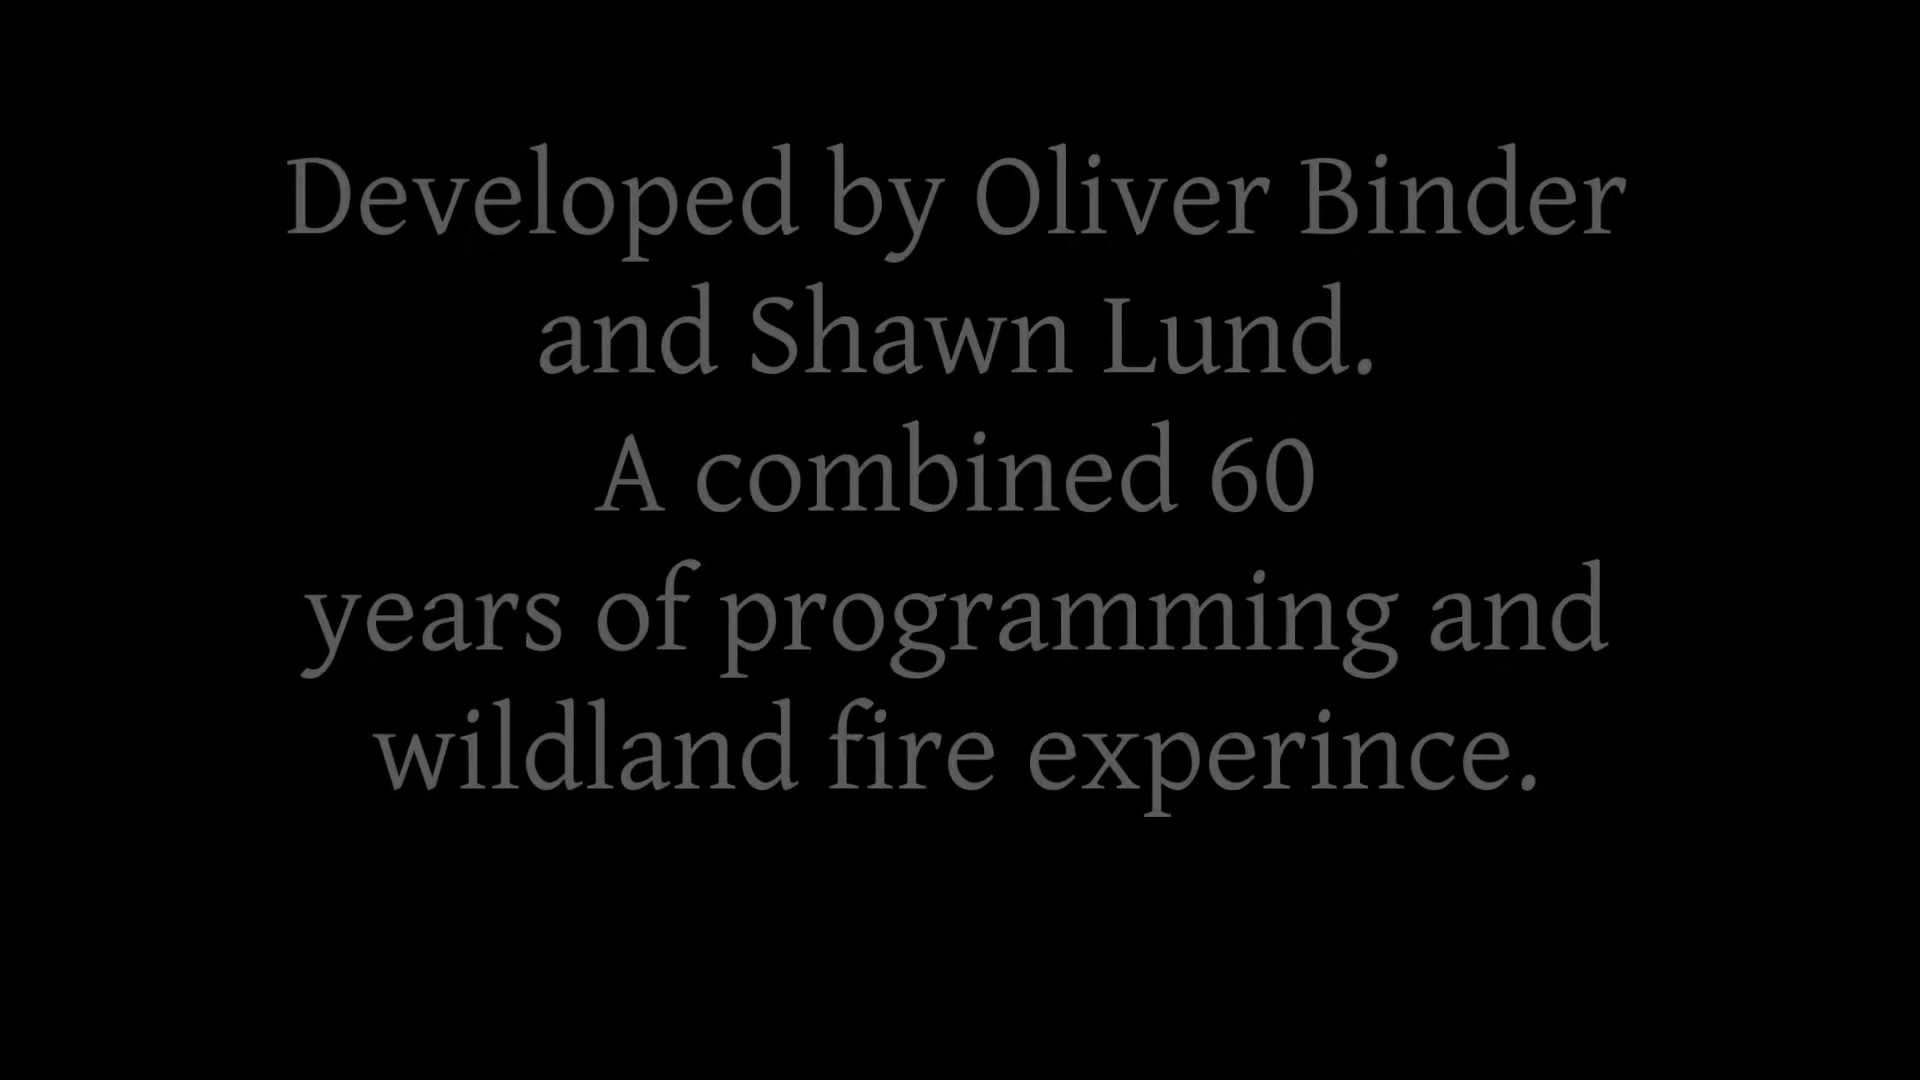 Developed by Oliver Binder
and Shawn Lund.
A combined 60
years of programming and
wildland fire experince.